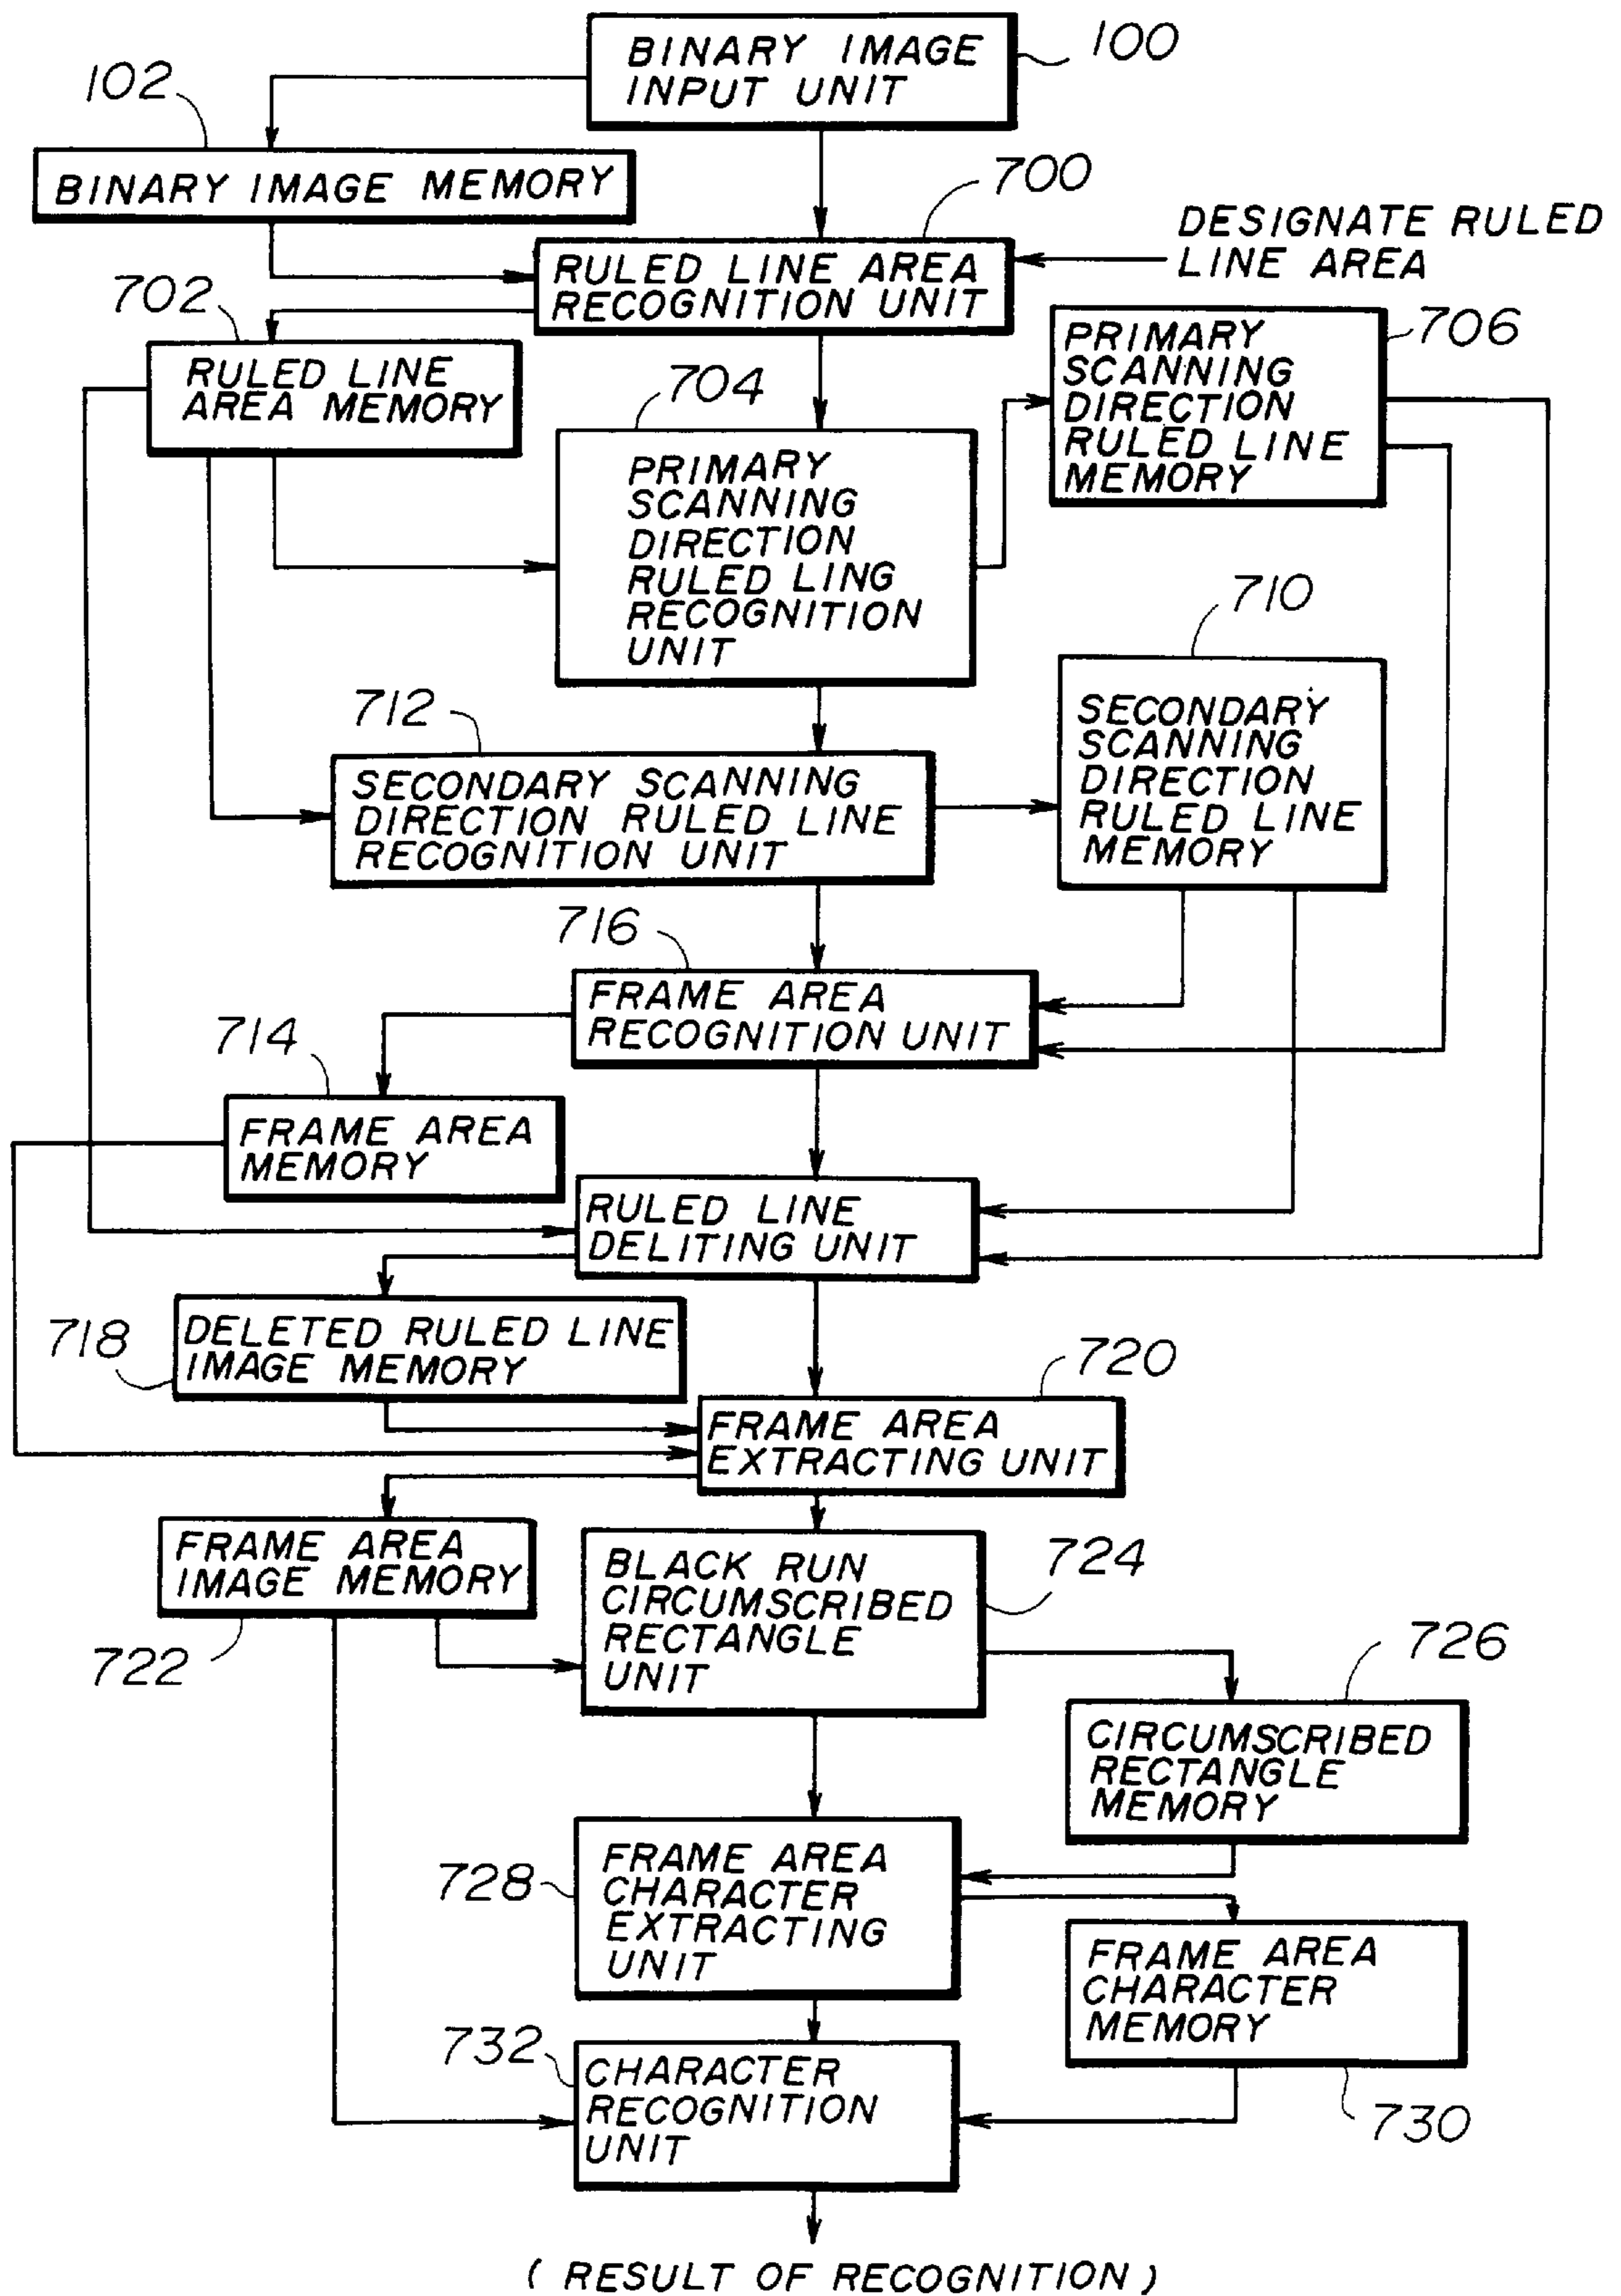 BINARY IMAGE
INPUT UNIT
100
102
BINARY IMAGE MEMORY
700
DESIGNATE RULED
LINE AREA
RULED LINE AREA
RECOGNITION UNIT
702
RULED LINE
AREA MEMORY
704
706
PRIMARY
SCANNING
DIRECTION
RULED LINE
MEMORY
PRIMARY
SCANNING
DIRECTION
RULED LING
RECOGNITION
UNIT
710
712
SECONDARY
SCANNING
DIRECTION
RULED LINE
MEMORY
SECONDARY SCANNING
DIRECTION RULED LINE
RECOGNITION UNIT
716
FRAME AREA
RECOGNITION UNIT
714
FRAME AREA
MEMORY
RULED LINE
DELITING UNIT
718
DELETED RULED LINE
IMAGE MEMORY
720
FRAME AREA
EXTRACTING UNIT
FRAME AREA
IMAGE MEMORY
722
BLACK RUN
CIRCUMSCRIBED
RECTANGLE
UNIT
724
726
CIRCUMSCRIBED
RECTANGLE
MEMORY
728
FRAME AREA
CHARACTER
EXTRACTING
UNIT
FRAME AREA
CHARACTER
MEMORY
730
732
CHARACTER
RECOGNITION
UNIT
( RESULT OF RECOGNITION )